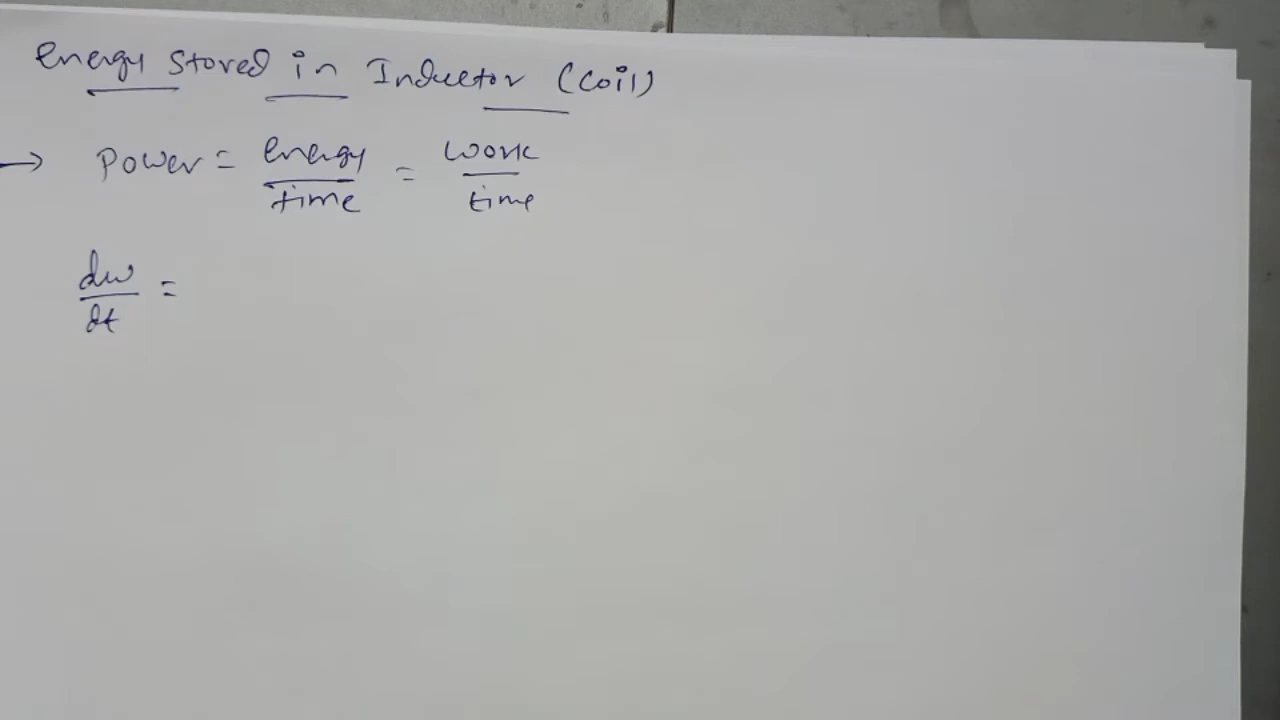 Energy Stored in Inductor (Coil)
→ Power = energy/time = work/time
dw/dt =